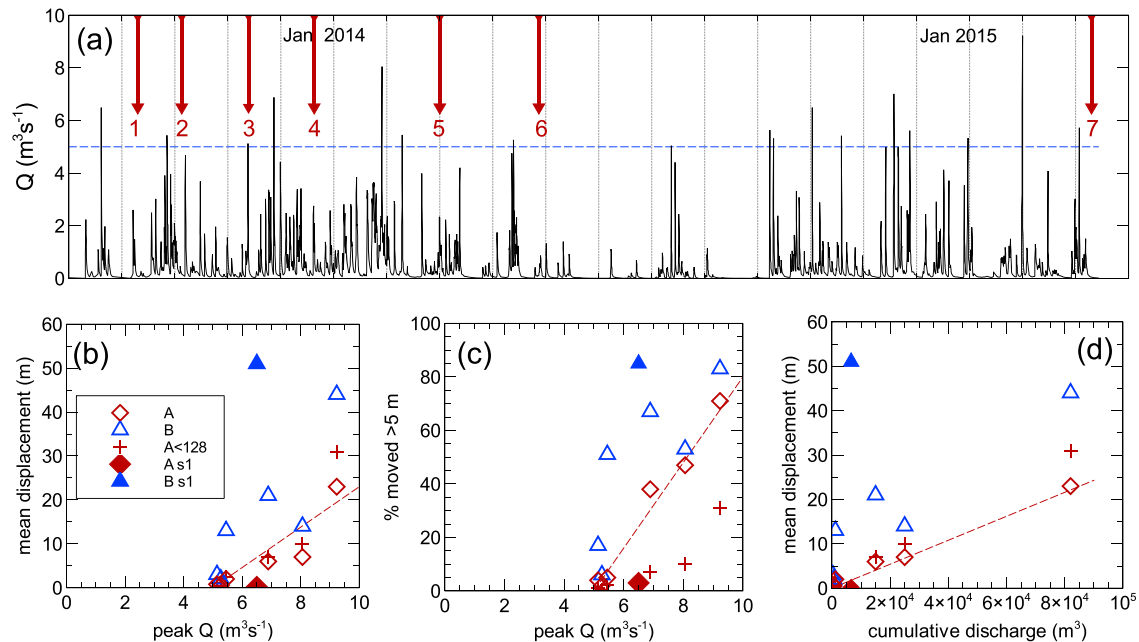 (a)
Jan 2014
Jan 2015
1 2 3 4 5 6 7
Q (m³s⁻¹)
10
8
6
4
2
0
(b)
mean displacement (m)
60
50
40
30
20
10
0
A
B
A<128
A s1
B s1
0 2 4 6 8 10
peak Q (m³s⁻¹)
(c)
% moved >5 m
100
80
60
40
20
0
0 2 4 6 8 10
peak Q (m³s⁻¹)
(d)
mean displacement (m)
60
50
40
30
20
10
0
0 2×10⁴ 4×10⁴ 6×10⁴ 8×10⁴ 10⁵
cumulative discharge (m³)